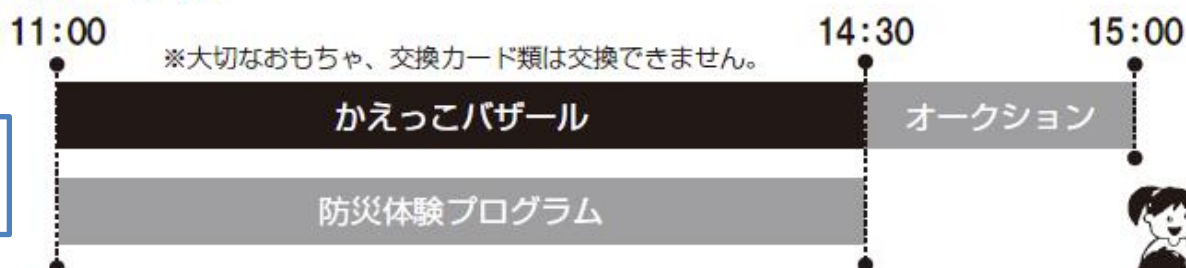 11:00
14:30
15:00
※大切なおもちゃ、交換カード類は交換できません。
かえっこバザール
オークション
防災体験プログラム